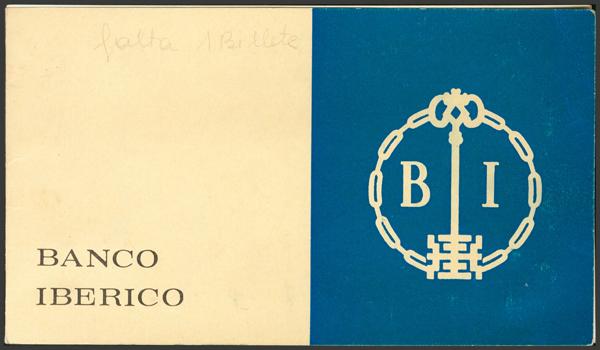 falta 1 Billete
BANCO
IBERICO
B I